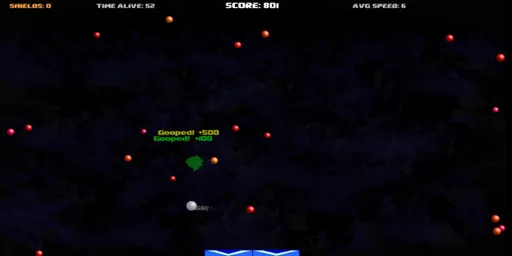 SHIELDS: 0
TIME ALIVE: 52
SCORE: 801
AVG SPEED: 6
Gooped! +500
Gooped! +100